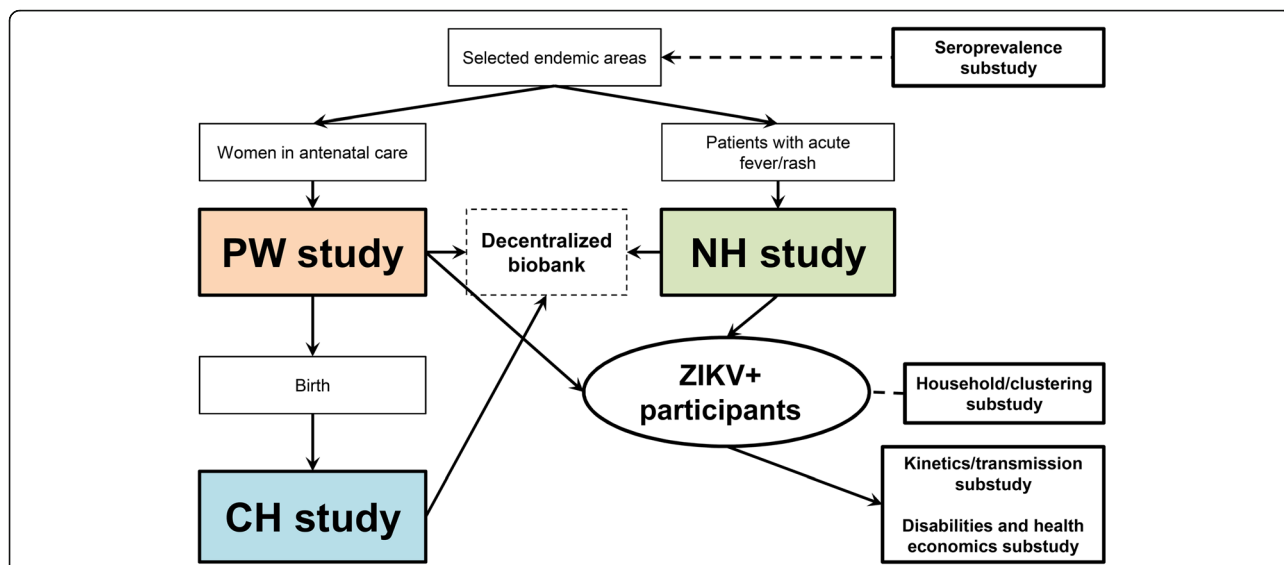 Selected endemic areas
Seroprevalence
substudy
Women in antenatal care
Patients with acute
fever/rash
PW study
Decentralized
biobank
NH study
Birth
ZIKV+
participants
Household/clustering
substudy
CH study
Kinetics/transmission
substudy
Disabilities and health
economics substudy